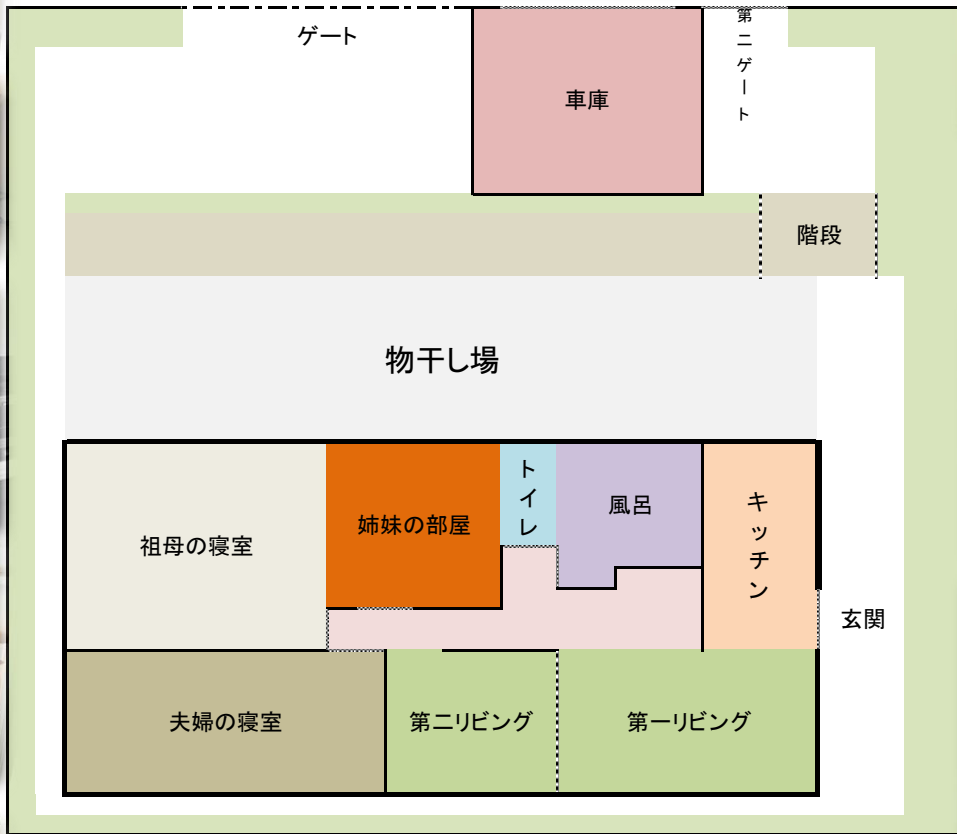 ゲート
第二ゲート
車庫
階段
物干し場
トイレ
キッチン
風呂
姉妹の部屋
祖母の寝室
玄関
夫婦の寝室
第二リビング
第一リビング